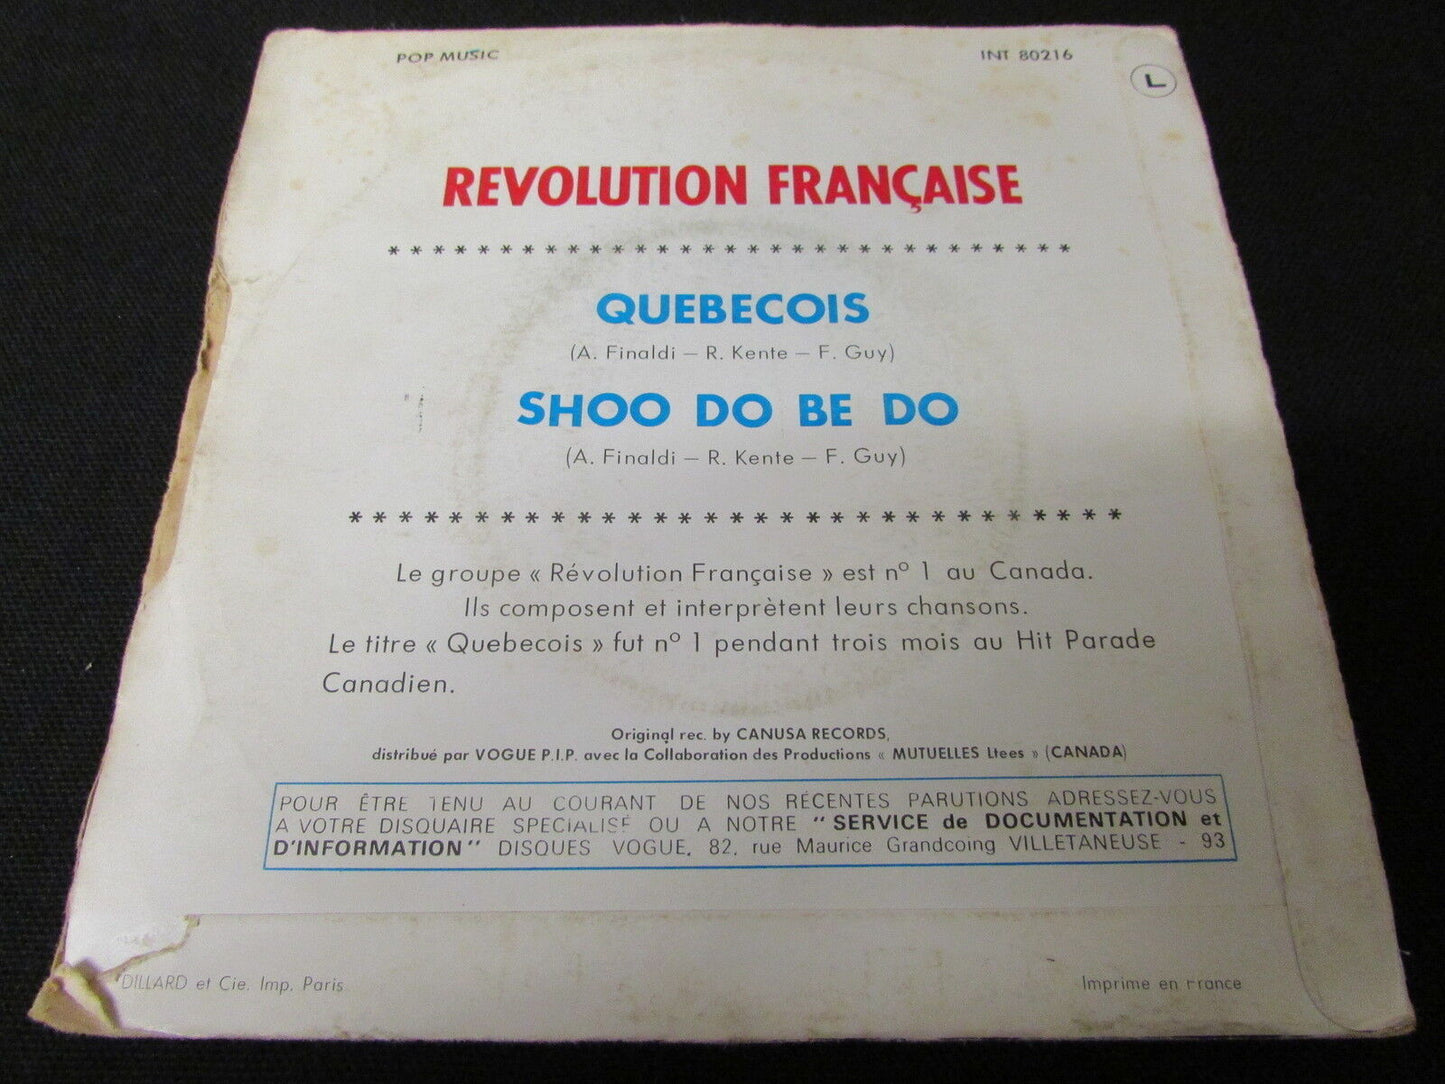 POP MUSIC
INT 80216
L
REVOLUTION FRANÇAISE
* * * * * * * * * * * * * * * * * * * * * * * * * * * * * * *
QUEBECOIS
(A. Finaldi – R. Kente – F. Guy)
SHOO DO BE DO
(A. Finaldi – R. Kente – F. Guy)
* * * * * * * * * * * * * * * * * * * * * * * * * * * * * * *
Le groupe « Révolution Française » est nº 1 au Canada.
Ils composent et interprètent leurs chansons.
Le titre « Quebecois » fut nº 1 pendant trois mois au Hit Parade
Canadien.
Original rec. by CANUSA RECORDS,
distribué par VOGUE P.I.P. avec la Collaboration des Productions « MUTUELLES Ltees » (CANADA)
POUR ÊTRE TENU AU COURANT DE NOS RÉCENTES PARUTIONS ADRESSEZ-VOUS
A VOTRE DISQUAIRE SPECIALISÉ OU A NOTRE "SERVICE de DOCUMENTATION et
D'INFORMATION" DISQUES VOGUE, 82, rue Maurice Grandcoing VILLETANEUSE - 93
DILLARD et Cie. Imp. Paris
Imprime en France